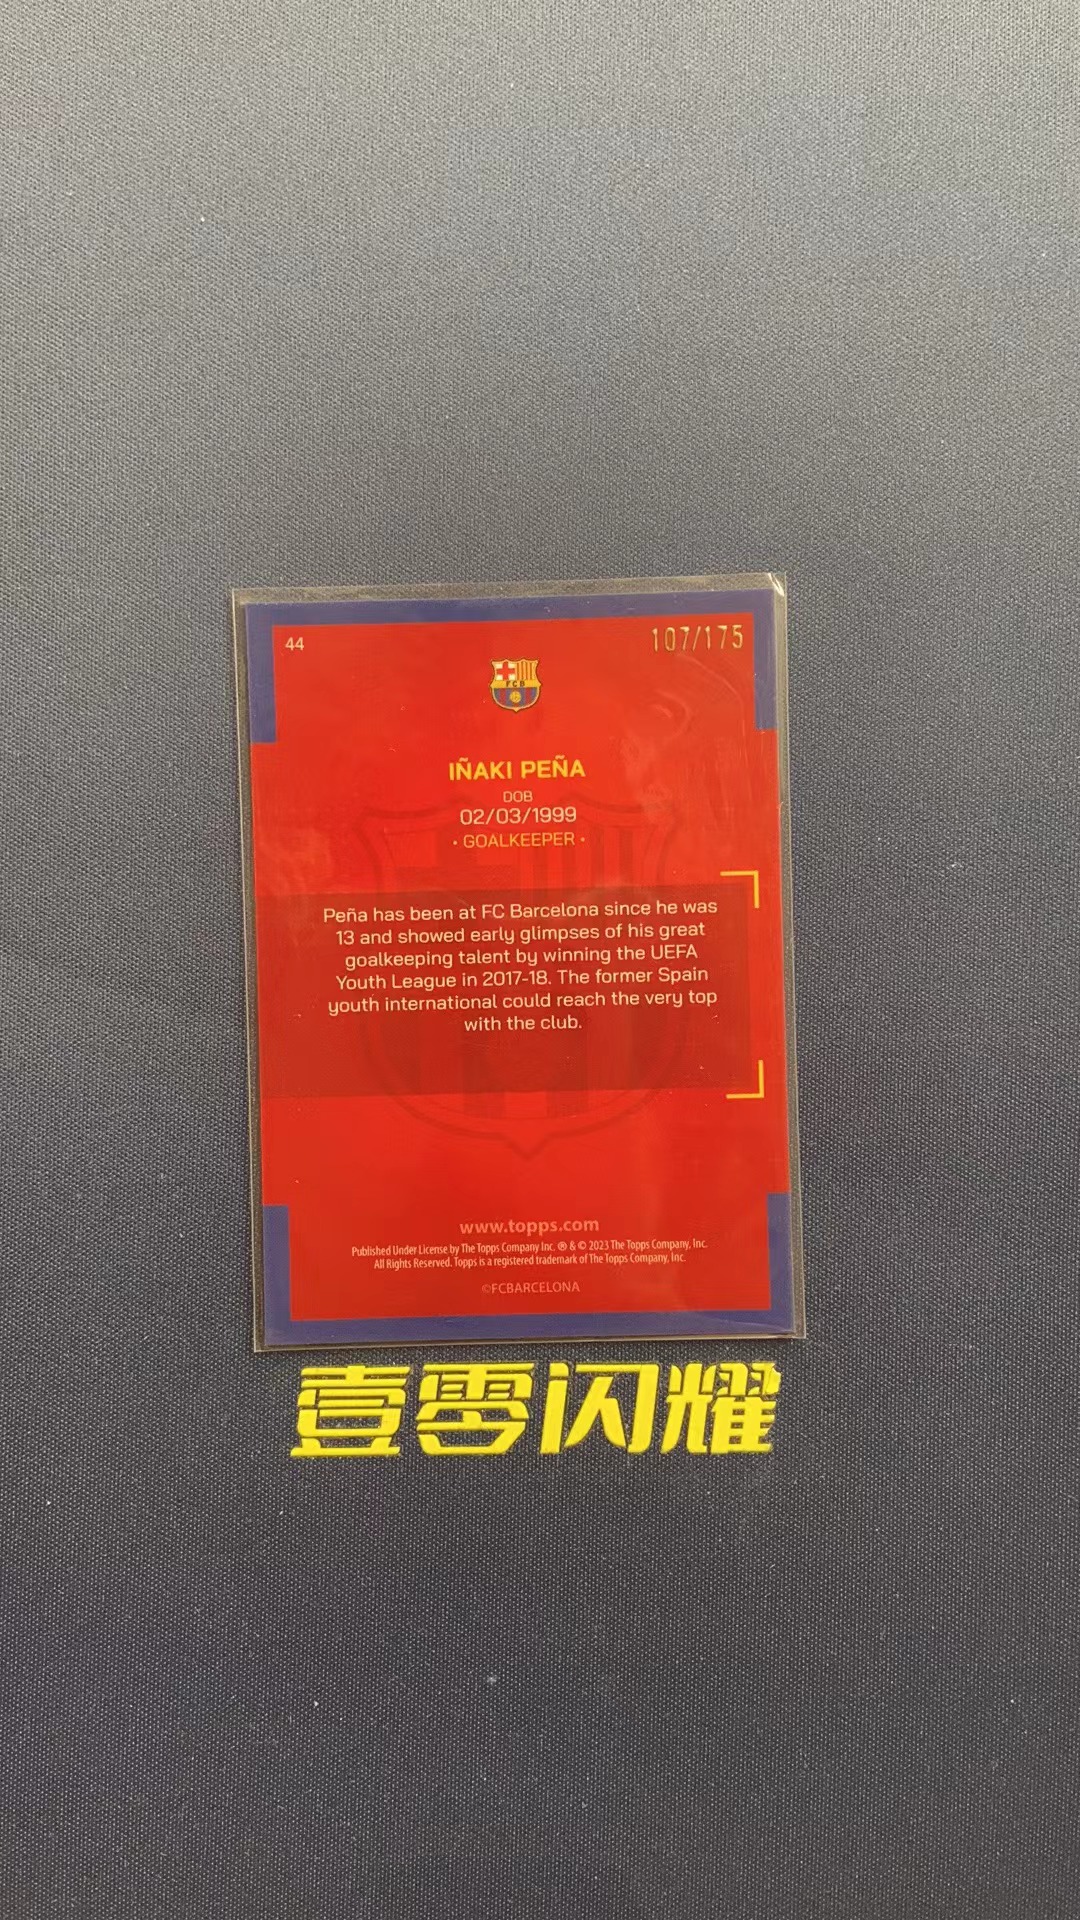 44
107/175
FCB
IÑAKI PEÑA
DOB
02/03/1999
• GOALKEEPER •
Peña has been at FC Barcelona since he was
13 and showed early glimpses of his great
goalkeeping talent by winning the UEFA
Youth League in 2017-18. The former Spain
youth international could reach the very top
with the club.
www.topps.com
Published Under License by The Topps Company Inc. ® & © 2023 The Topps Company, Inc.
All Rights Reserved. Topps is a registered trademark of The Topps Company, Inc.
©FCBARCELONA
壹零闪耀